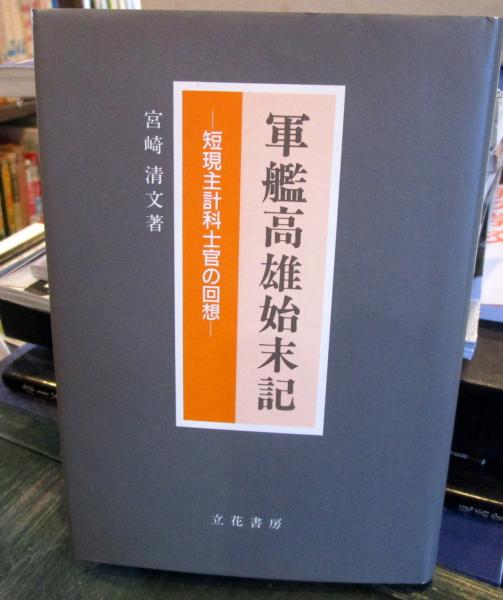 軍艦高雄始末記
―短現主計科士官の回想―
宮崎清文著
立花書房